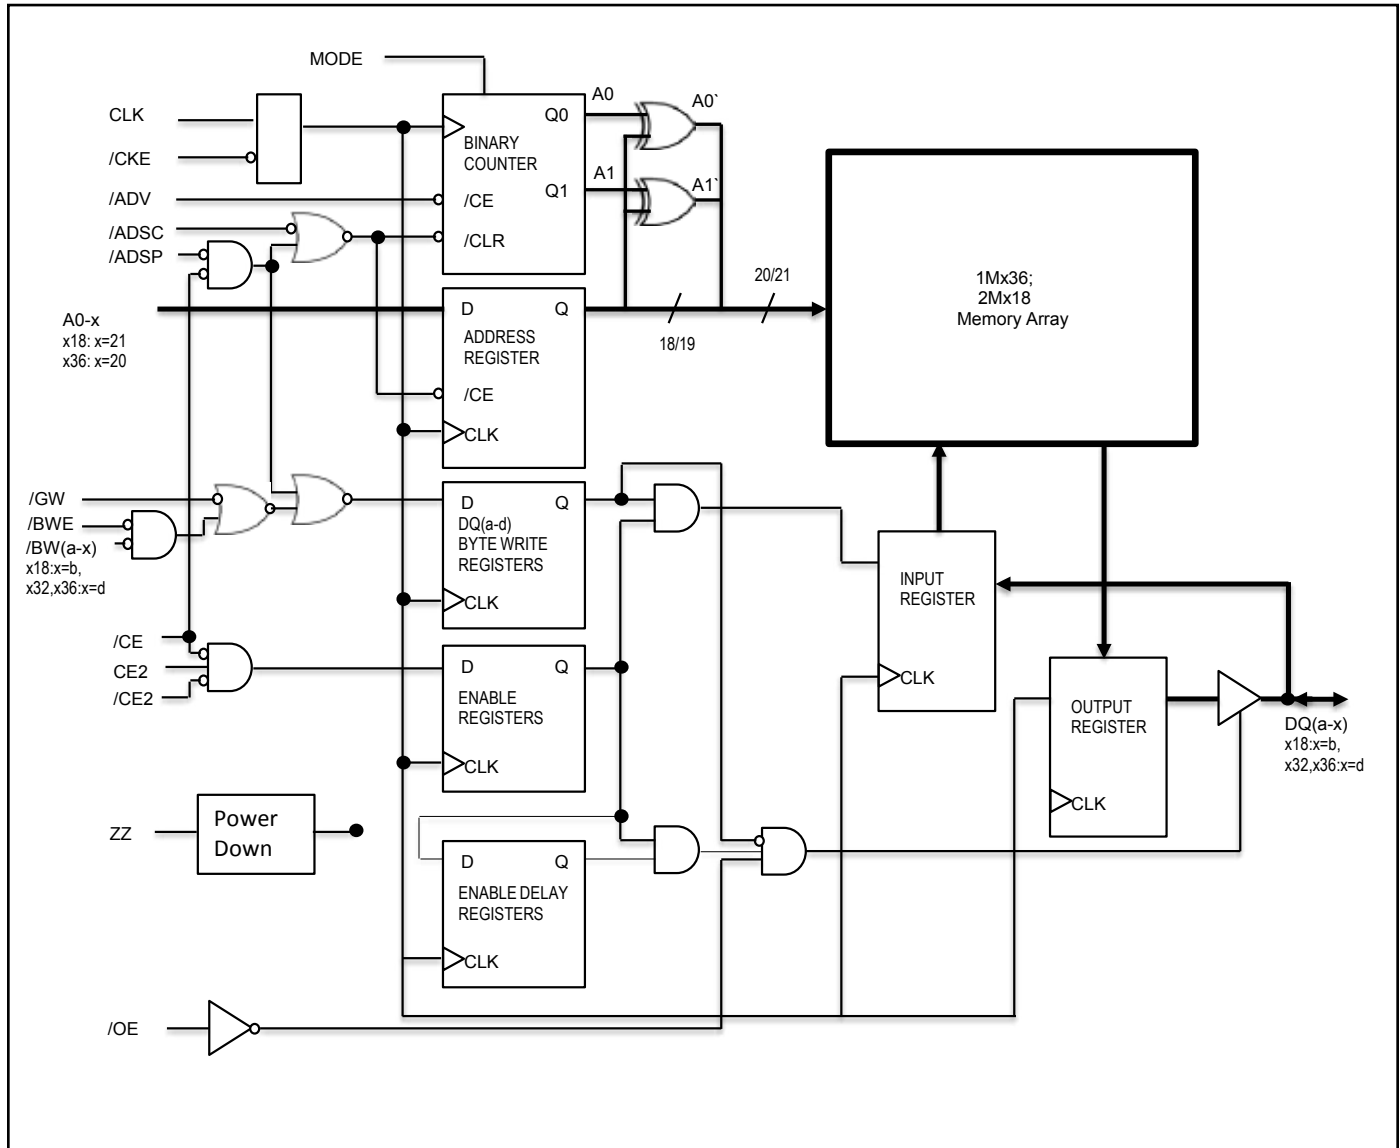 MODE
CLK
/CKE
/ADV
/ADSC
/ADSP
A0-x
x18: x=21
x36: x=20
BINARY
COUNTER
Q0
Q1
/CE
/CLR
A0
A0`
A1
A1`
D
Q
ADDRESS
REGISTER
/CE
CLK
18/19
20/21
1Mx36;
2Mx18
Memory Array
/GW
/BWE
/BW(a-x)
x18:x=b,
x32,x36:x=d
D
Q
DQ(a-d)
BYTE WRITE
REGISTERS
CLK
/CE
CE2
/CE2
D
Q
ENABLE
REGISTERS
CLK
INPUT
REGISTER
CLK
OUTPUT
REGISTER
CLK
DQ(a-x)
x18:x=b,
x32,x36:x=d
ZZ
Power
Down
D
Q
ENABLE DELAY
REGISTERS
CLK
/OE